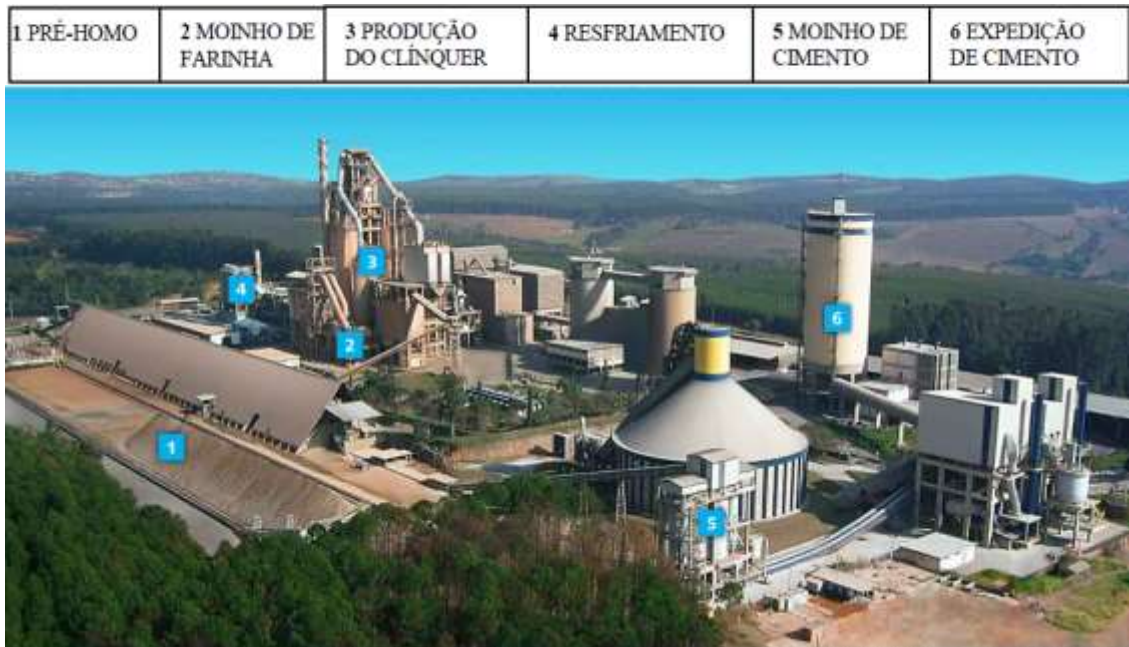 1 PRÉ-HOMO
2 MOINHO DE
FARINHA
3 PRODUÇÃO
DO CLÍNQUER
4 RESFRIAMENTO
5 MOINHO DE
CIMENTO
6 EXPEDIÇÃO
DE CIMENTO
3
4
6
2
1
5